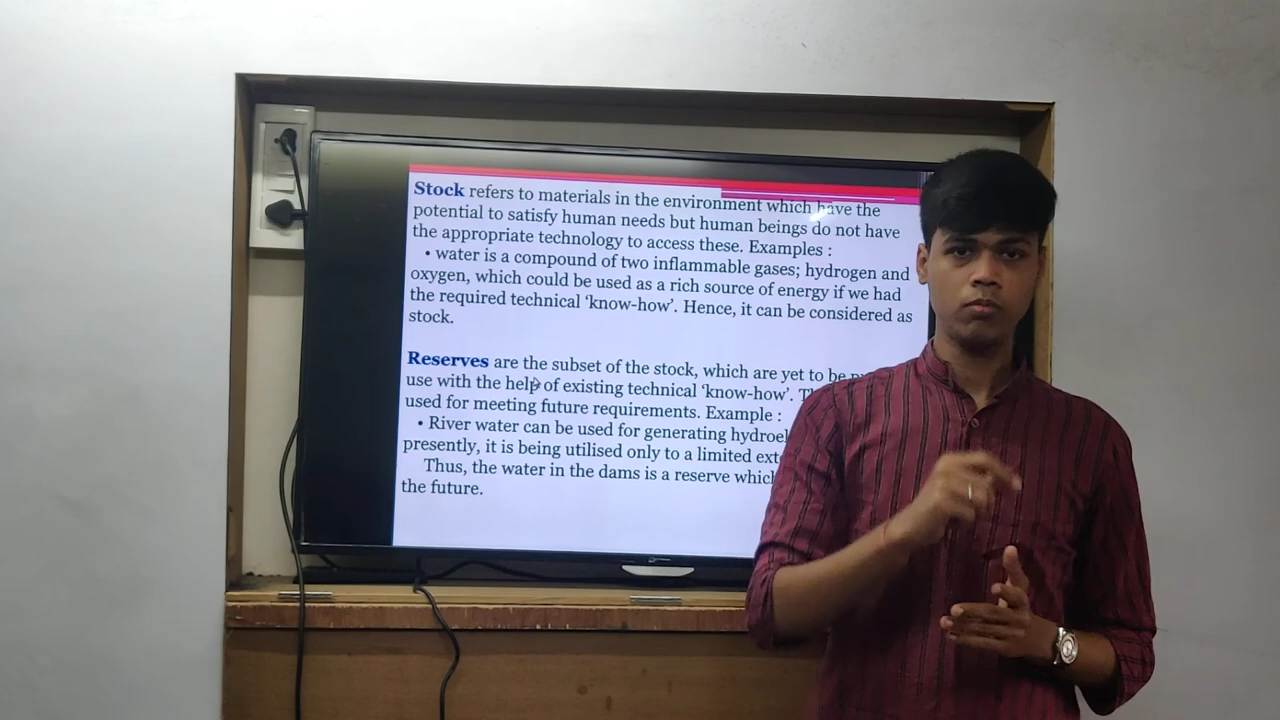 Stock refers to materials in the environment which have the
potential to satisfy human needs but human beings do not have
the appropriate technology to access these. Examples :
• water is a compound of two inflammable gases; hydrogen and
oxygen, which could be used as a rich source of energy if we had
the required technical ‘know-how’. Hence, it can be considered as
stock.
Reserves are the subset of the stock, which are yet to be
use with the help of existing technical ‘know-how’.
used for meeting future requirements. Example :
• River water can be used for generating
presently, it is being utilised only to a limited
Thus, the water in the dams is a reserve
the future.